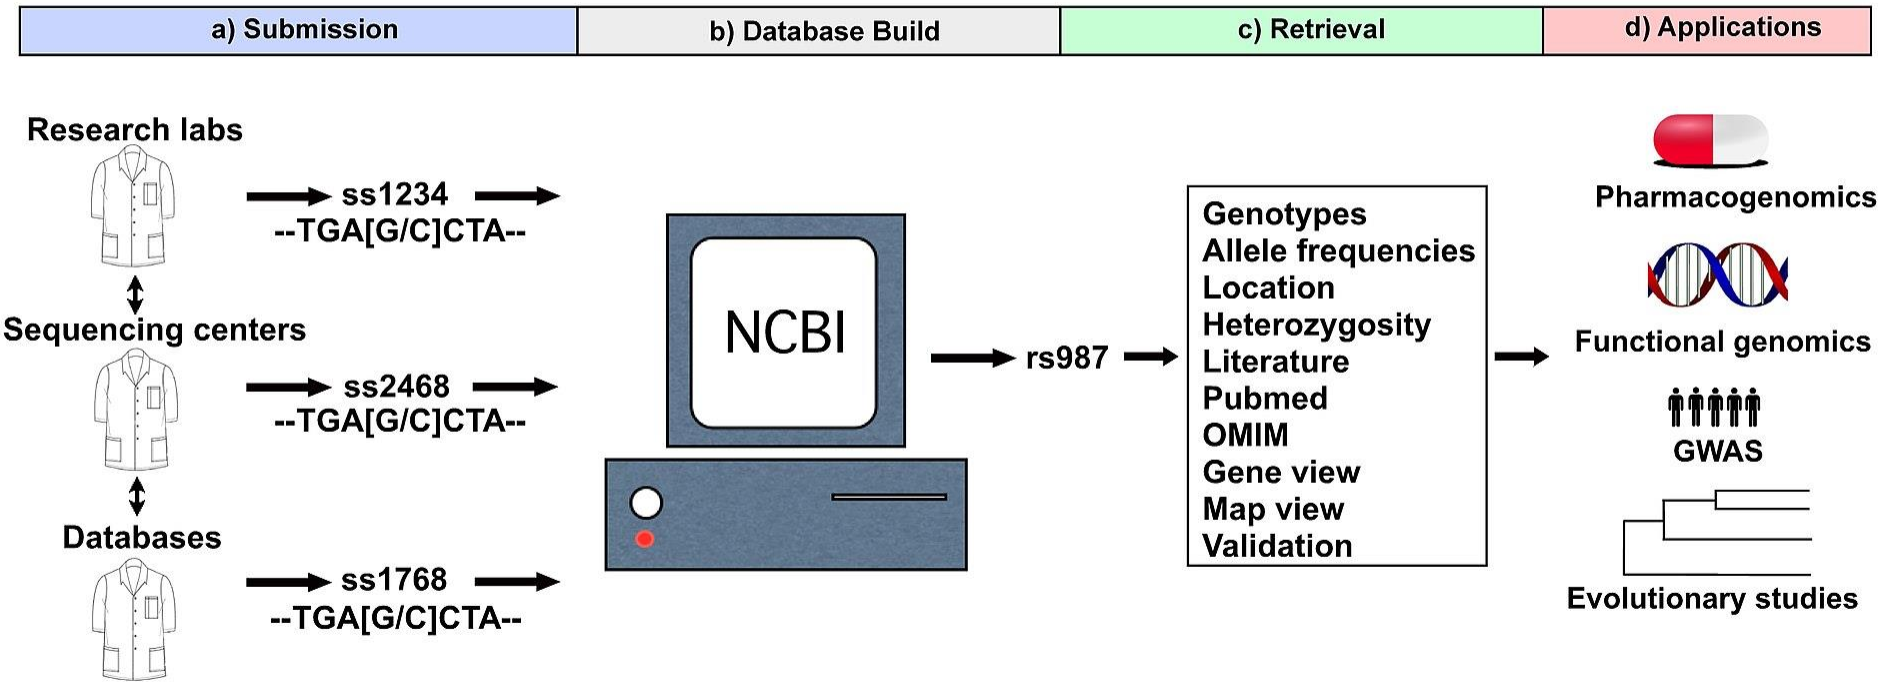 a) Submission
b) Database Build
c) Retrieval
d) Applications
Research labs
ss1234
--TGA[G/C]CTA--
Sequencing centers
ss2468
--TGA[G/C]CTA--
Databases
ss1768
--TGA[G/C]CTA--
NCBI
rs987
Genotypes
Allele frequencies
Location
Heterozygosity
Literature
Pubmed
OMIM
Gene view
Map view
Validation
Pharmacogenomics
Functional genomics
GWAS
Evolutionary studies